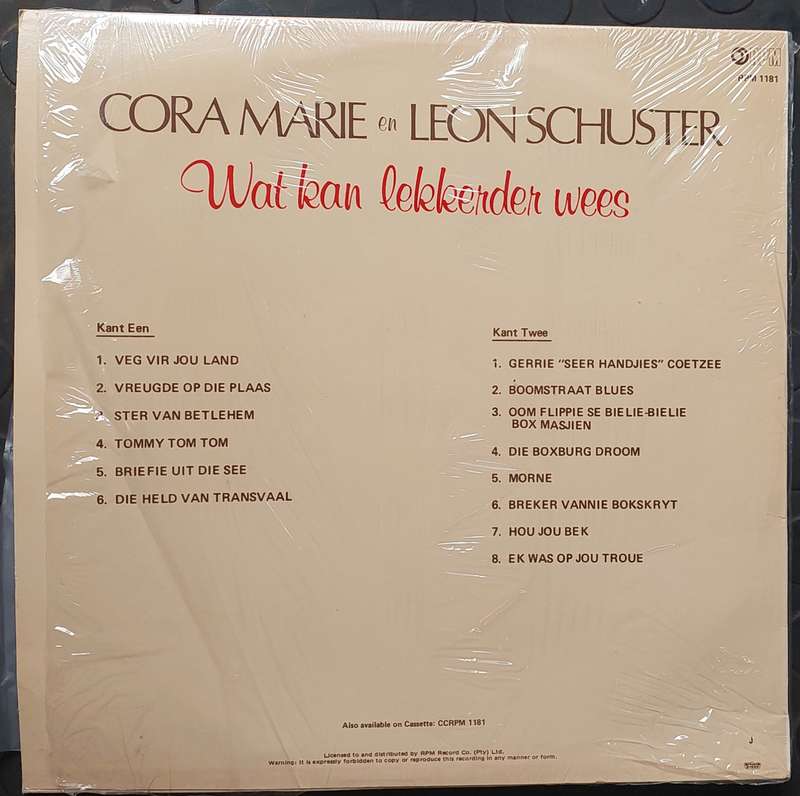 RPM
RPM 1181
CORA MARIE en LEON SCHUSTER
Wat kan lekkerder wees
Kant Een
1. VEG VIR JOU LAND
2. VREUGDE OP DIE PLAAS
3. STER VAN BETLEHEM
4. TOMMY TOM TOM
5. BRIEFIE UIT DIE SEE
6. DIE HELD VAN TRANSVAAL
Kant Twee
1. GERRIE "SEER HANDJIES" COETZEE
2. BOOMSTRAAT BLUES
3. OOM FLIPPIE SE BIELIE-BIELIE
BOX MASJIEN
4. DIE BOXBURG DROOM
5. MORNE
6. BREKER VANNIE BOKSKRYT
7. HOU JOU BEK
8. EK WAS OP JOU TROUE
Also available on Cassette: CCRPM 1181
J
Licensed to and distributed by RPM Record Co. (Pty) Ltd.
Warning: It is expressly forbidden to copy or reproduce this recording in any manner or form.